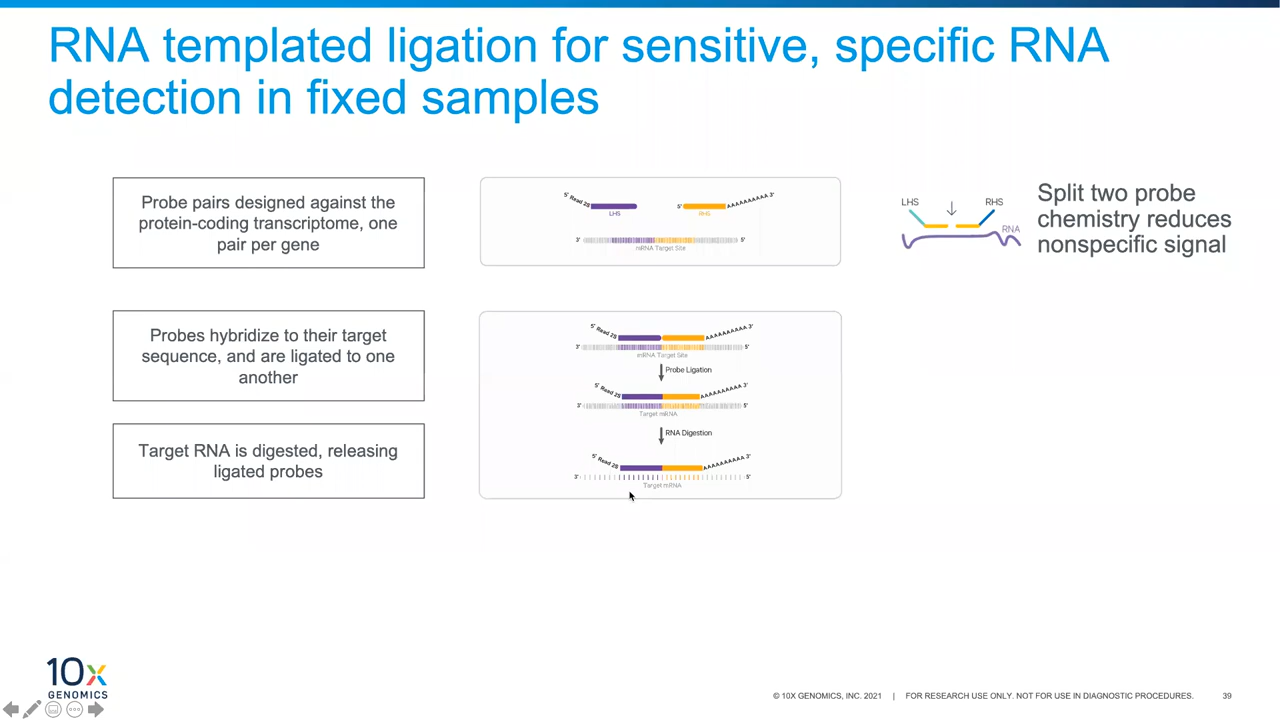 RNA templated ligation for sensitive, specific RNA
detection in fixed samples
Probe pairs designed against the
protein-coding transcriptome, one
pair per gene
5' Read 2S
LHS
5'
RHS
AAAAAAAAA 3'
3'
5'
mRNA Target Site
LHS
RHS
RNA
Split two probe
chemistry reduces
nonspecific signal
Probes hybridize to their target
sequence, and are ligated to one
another
Target RNA is digested, releasing
ligated probes
5' Read 2S
AAAAAAAAA 3'
3'
5'
mRNA Target Site
Probe Ligation
5' Read 2S
AAAAAAAAA 3'
3'
5'
Target mRNA
RNA Digestion
5' Read 2S
AAAAAAAAA 3'
3'
5'
Target mRNA
10x
GENOMICS
© 10X GENOMICS, INC. 2021 | FOR RESEARCH USE ONLY. NOT FOR USE IN DIAGNOSTIC PROCEDURES. 39